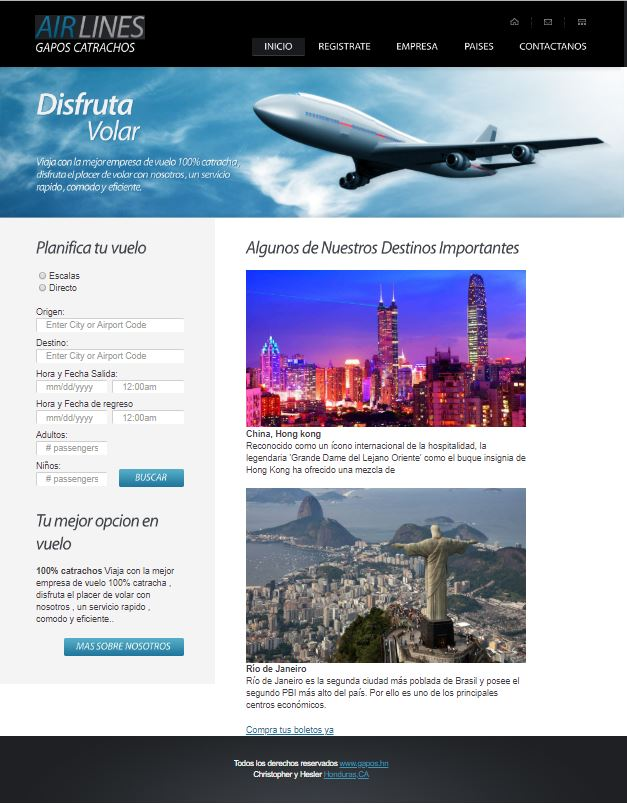 AIRLINES
GAPOS CATRACHOS
INICIO REGISTRATE EMPRESA PAISES CONTACTANOS
Disfruta
Volar
Viaja con la mejor empresa de vuelo 100% catracha,
disfruta el placer de volar con nosotros, un servicio
rapido, comodo y eficiente.
Planifica tu vuelo
Escalas
Directo
Origen:
Enter City or Airport Code
Destino:
Enter City or Airport Code
Hora y Fecha Salida:
mm/dd/yyyy 12:00am
Hora y Fecha de regreso
mm/dd/yyyy 12:00am
Adultos:
# passengers
Niños:
# passengers BUSCAR
Tu mejor opcion en
vuelo
100% catrachos Viaja con la mejor
empresa de vuelo 100% catracha ,
disfruta el placer de volar con
nosotros , un servicio rapido ,
comodo y eficiente..
MAS SOBRE NOSOTROS
Algunos de Nuestros Destinos Importantes
China, Hong kong
Reconocido como un ícono internacional de la hospitalidad, la
legendaria 'Grande Dame del Lejano Oriente' como el buque insignia de
Hong Kong ha ofrecido una mezcla de
Río de Janeiro
Río de Janeiro es la segunda ciudad más poblada de Brasil y posee el
segundo PBI más alto del país. Por ello es uno de los principales
centros económicos.
Compra tus boletos ya
Todos los derechos reservados www.gapos.hn
Christopher y Hesler Honduras,CA